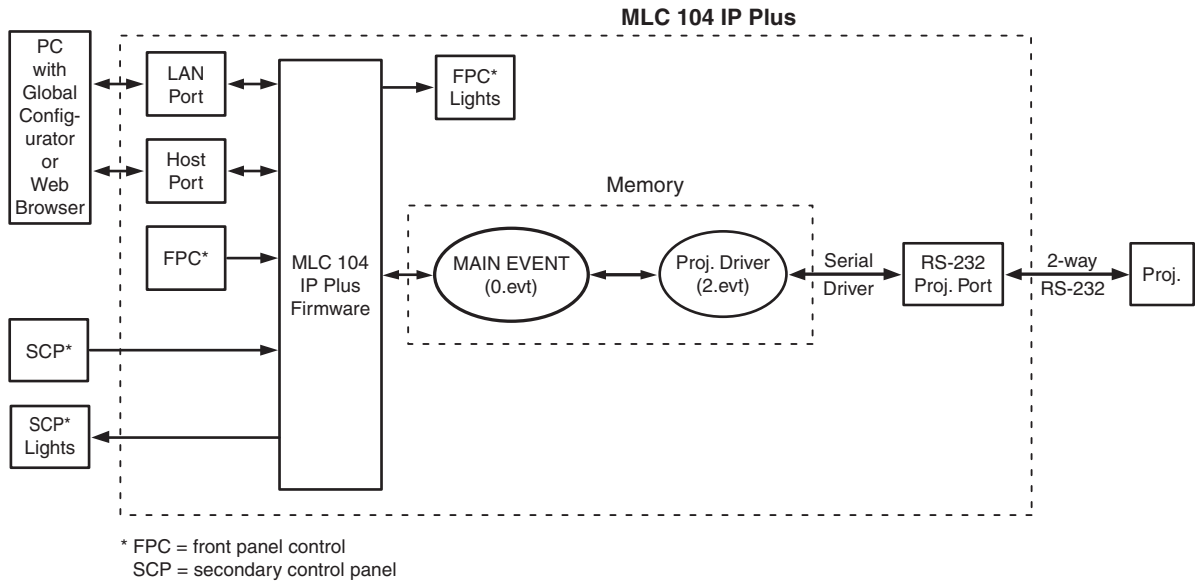 MLC 104 IP Plus
PC
with
Global
Config-
urator
or
Web
Browser
LAN
Port
Host
Port
FPC*
SCP*
SCP*
Lights
MLC 104
IP Plus
Firmware
FPC*
Lights
Memory
MAIN EVENT
(0.evt)
Proj. Driver
(2.evt)
Serial
Driver
RS-232
Proj. Port
2-way
RS-232
Proj.
* FPC = front panel control
SCP = secondary control panel